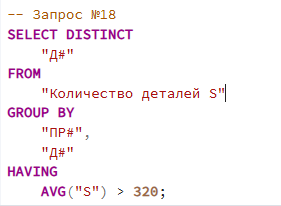 -- Запрос №18
SELECT DISTINCT
"Д#"
FROM
"Количество деталей S"
GROUP BY
"ПР#",
"Д#"
HAVING
AVG("S") > 320;